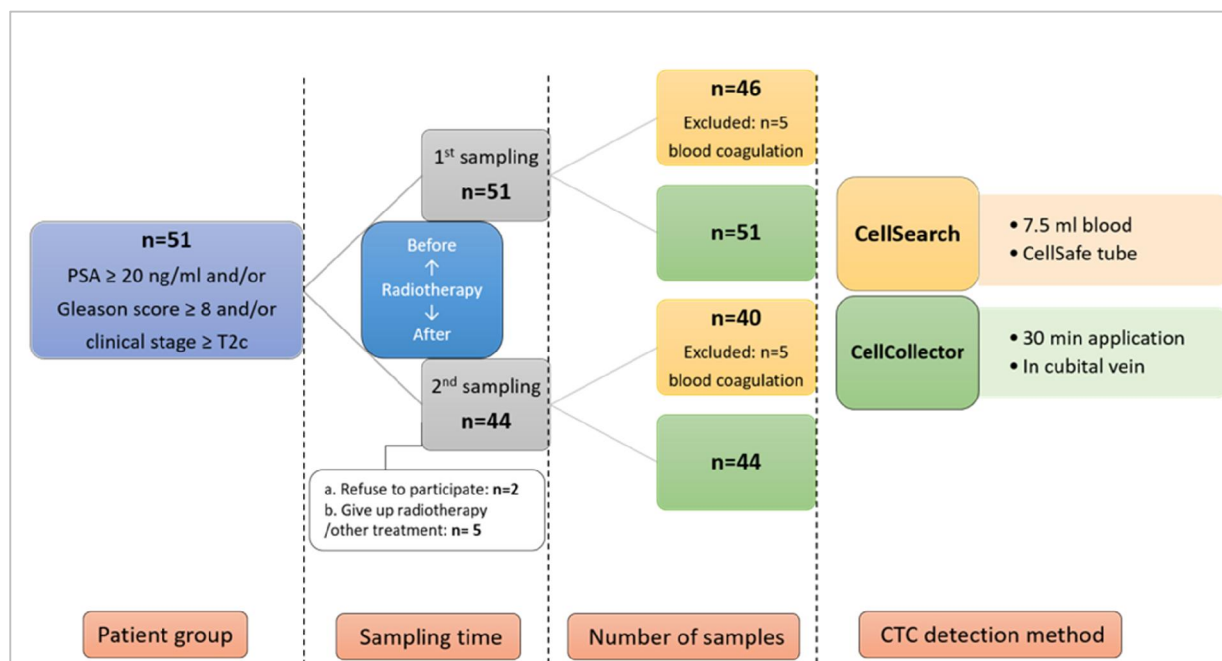 n=51
PSA ≥ 20 ng/ml and/or
Gleason score ≥ 8 and/or
clinical stage ≥ T2c
1st sampling
n=51
Before
↑
Radiotherapy
↓
After
2nd sampling
n=44
a. Refuse to participate: n=2
b. Give up radiotherapy
/other treatment: n= 5
n=46
Excluded: n=5
blood coagulation
n=51
n=40
Excluded: n=5
blood coagulation
n=44
CellSearch
• 7.5 ml blood
• CellSafe tube
CellCollector
• 30 min application
• In cubital vein
Patient group
Sampling time
Number of samples
CTC detection method